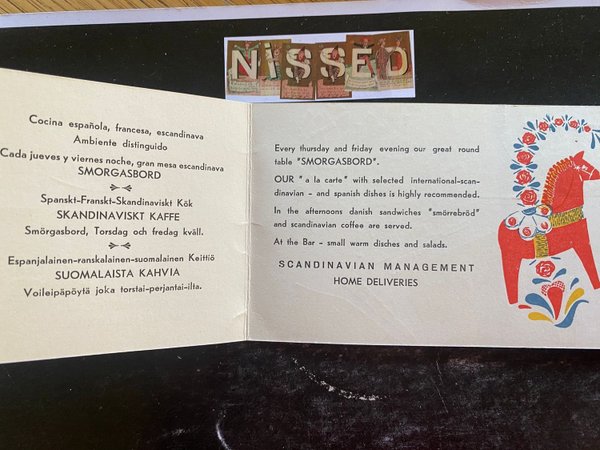 NiSSED
Cocina española, francesa, escandinava
Ambiente distinguido
Cada jueves y viernes noche, gran mesa escandinava
SMORGASBORD
Spanskt-Franskt-Skandinaviskt Kök
SKANDINAVISKT KAFFE
Smörgasbord, Torsdag och fredag kväll.
Espanjalainen-ranskalainen-suomalainen Keittiö
SUOMALAISTA KAHVIA
Voileipäpöytä joka torstai-perjantai-ilta.
Every thursday and friday evening our great round
table "SMORGASBORD".
OUR "a la carte" with selected international-scan-
dinavian - and spanish dishes is highly recommended.
In the afternoons danish sandwiches "smörrebröd"
and scandinavian coffee are served.
At the Bar - small warm disches and salads.
SCANDINAVIAN MANAGEMENT
HOME DELIVERIES